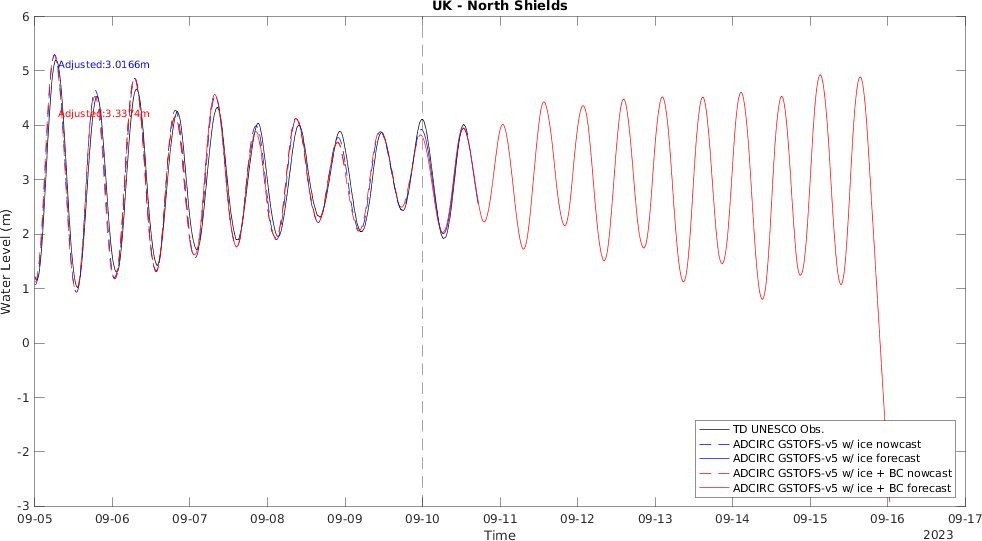 UK - North Shields
6
5
4
3
2
1
0
-1
-2
-3
Water Level (m)
Adjusted:3.0166m
Adjusted:3.3374m
TD UNESCO Obs.
ADCIRC GSTOFS-v5 w/ ice nowcast
ADCIRC GSTOFS-v5 w/ ice forecast
ADCIRC GSTOFS-v5 w/ ice + BC nowcast
ADCIRC GSTOFS-v5 w/ ice + BC forecast
09-05 09-06 09-07 09-08 09-09 09-10 09-11 09-12 09-13 09-14 09-15 09-16 09-17
Time
2023